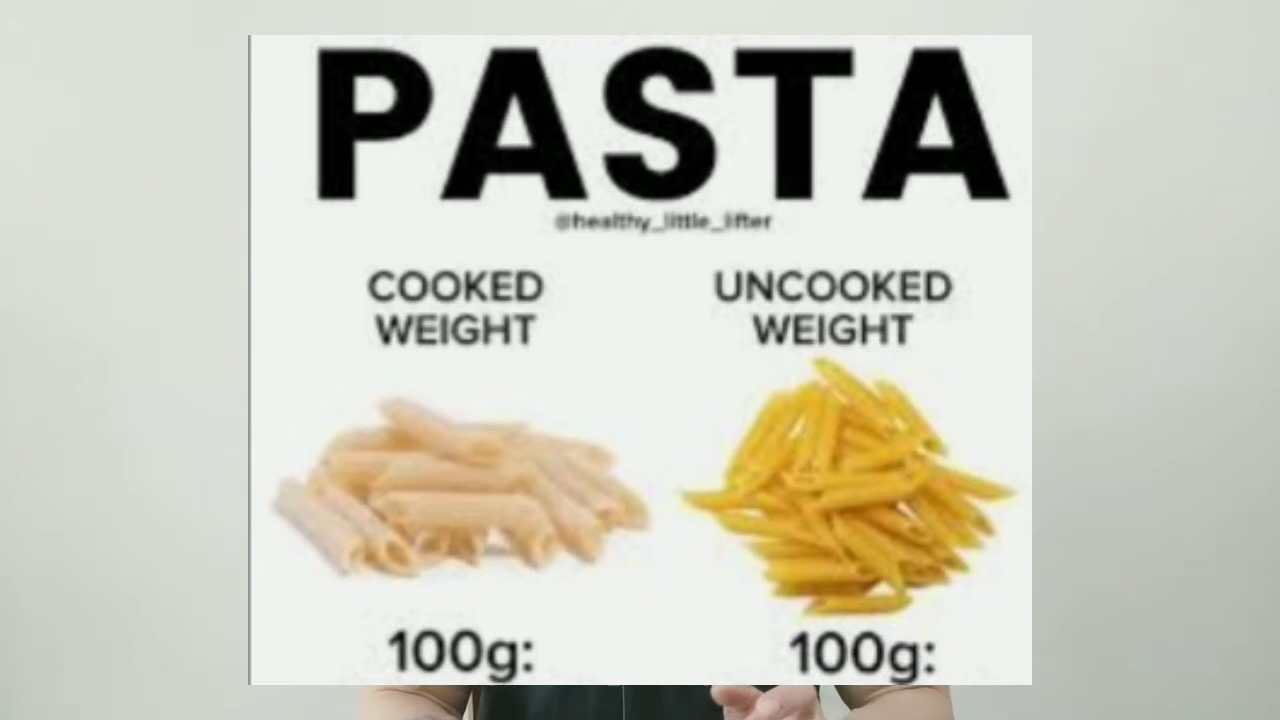 PASTA
@healthy_little_lifter
COOKED
WEIGHT
UNCOOKED
WEIGHT
100g:
100g: